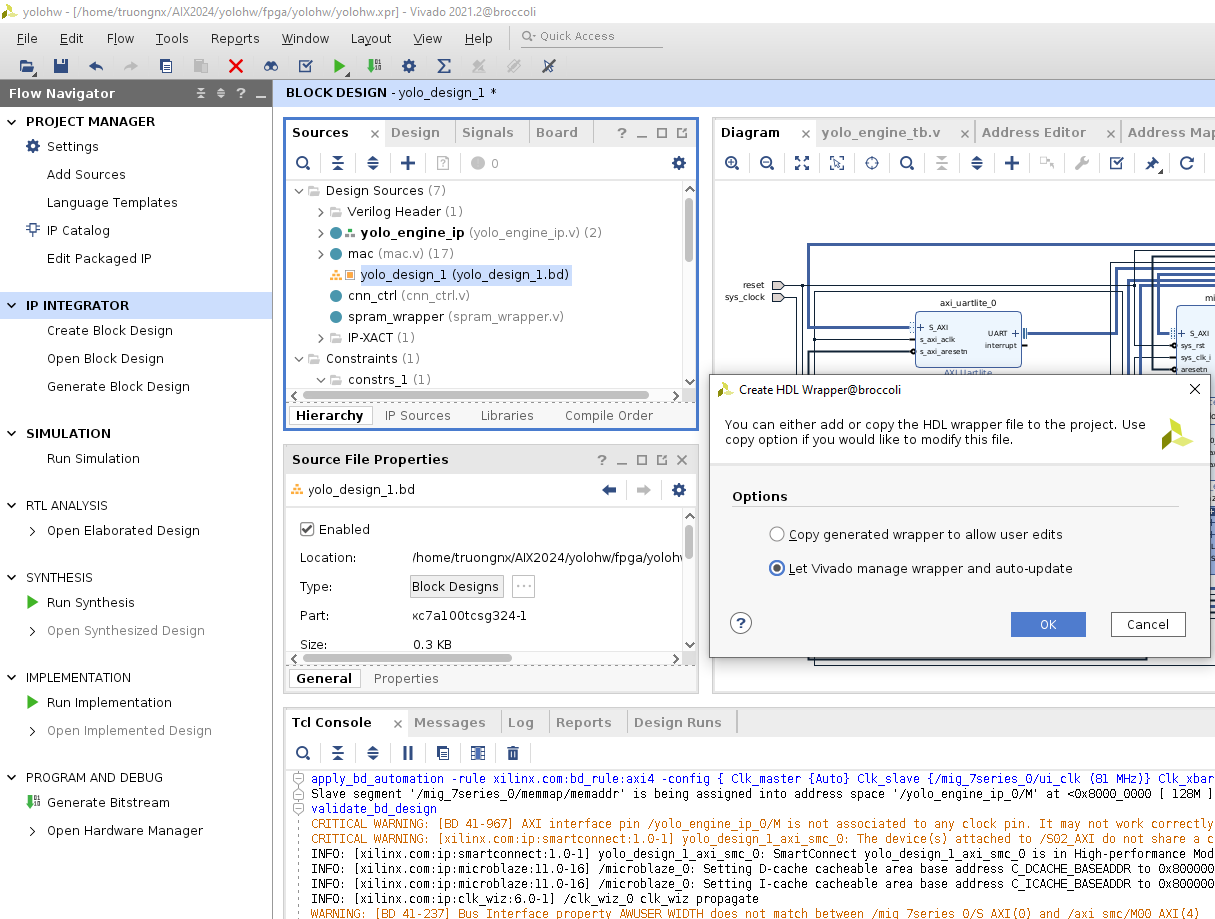 yolohw - [/home/truongnx/AIX2024/yolohw/fpga/yolohw/yolohw.xpr] - Vivado 2021.2@broccoli
File Edit Flow Tools Reports Window Layout View Help Quick Access
Flow Navigator
PROJECT MANAGER
Settings
Add Sources
Language Templates
IP Catalog
Edit Packaged IP
IP INTEGRATOR
Create Block Design
Open Block Design
Generate Block Design
SIMULATION
Run Simulation
RTL ANALYSIS
Open Elaborated Design
SYNTHESIS
Run Synthesis
Open Synthesized Design
IMPLEMENTATION
Run Implementation
Open Implemented Design
PROGRAM AND DEBUG
Generate Bitstream
Open Hardware Manager
BLOCK DESIGN - yolo_design_1 *
Sources Design Signals Board
0
Design Sources (7)
Verilog Header (1)
yolo_engine_ip (yolo_engine_ip.v) (2)
mac (mac.v) (17)
yolo_design_1 (yolo_design_1.bd)
cnn_ctrl (cnn_ctrl.v)
spram_wrapper (spram_wrapper.v)
IP-XACT (1)
Constraints (1)
constrs_1 (1)
Hierarchy IP Sources Libraries Compile Order
Source File Properties
yolo_design_1.bd
Enabled
Location: /home/truongnx/AIX2024/yolohw/fpga/yolohw
Type: Block Designs ...
Part: xc7a100tcsg324-1
Size: 0.3 KB
General Properties
Diagram yolo_engine_tb.v Address Editor Address Map
reset
sys_clock
axi_uartlite_0
S_AXI
s_axi_aclk
s_axi_aresetn
UART
interrupt
AXI Uartlite
mi
S_AXI
sys_rst
sys_clk_i
aresetn
Create HDL Wrapper@broccoli
You can either add or copy the HDL wrapper file to the project. Use
copy option if you would like to modify this file.
Options
Copy generated wrapper to allow user edits
Let Vivado manage wrapper and auto-update
? OK Cancel
Tcl Console Messages Log Reports Design Runs
apply_bd_automation -rule xilinx.com:bd_rule:axi4 -config { Clk_master {Auto} Clk_slave {/mig_7series_0/ui_clk (81 MHz)} Clk_xbar
Slave segment '/mig_7series_0/memmap/memaddr' is being assigned into address space '/yolo_engine_ip_0/M' at <0x8000_0000 [ 128M ]
validate_bd_design
CRITICAL WARNING: [BD 41-967] AXI interface pin /yolo_engine_ip_0/M is not associated to any clock pin. It may not work correctly
CRITICAL WARNING: [xilinx.com:ip:smartconnect:1.0-1] yolo_design_1_axi_smc_0: The device(s) attached to /S02_AXI do not share a c
INFO: [xilinx.com:ip:smartconnect:1.0-1] yolo_design_1_axi_smc_0: SmartConnect yolo_design_1_axi_smc_0 is in High-performance Mod
INFO: [xilinx.com:ip:microblaze:11.0-16] /microblaze_0: Setting D-cache cacheable area base address C_DCACHE_BASEADDR to 0x800000
INFO: [xilinx.com:ip:microblaze:11.0-16] /microblaze_0: Setting I-cache cacheable area base address C_ICACHE_BASEADDR to 0x800000
INFO: [xilinx.com:ip:clk_wiz:6.0-1] /clk_wiz_0 clk_wiz propagate
WARNING: [BD 41-237] Bus Interface property AWUSER_WIDTH does not match between /mig_7series_0/S_AXI(0) and /axi_smc/M00_AXI(4)